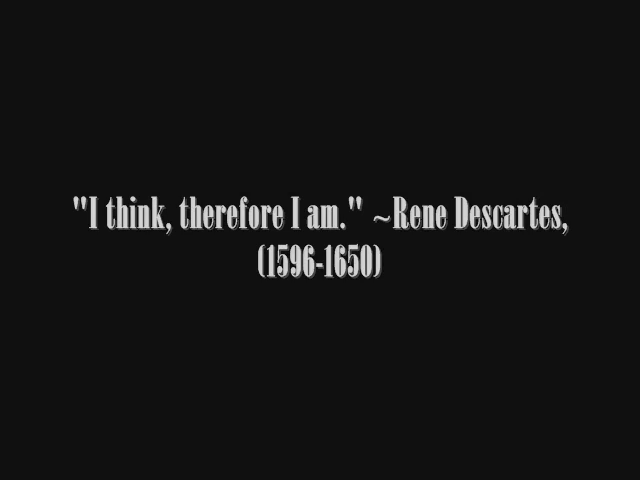 "I think, therefore I am." ~Rene Descartes,
(1596-1650)